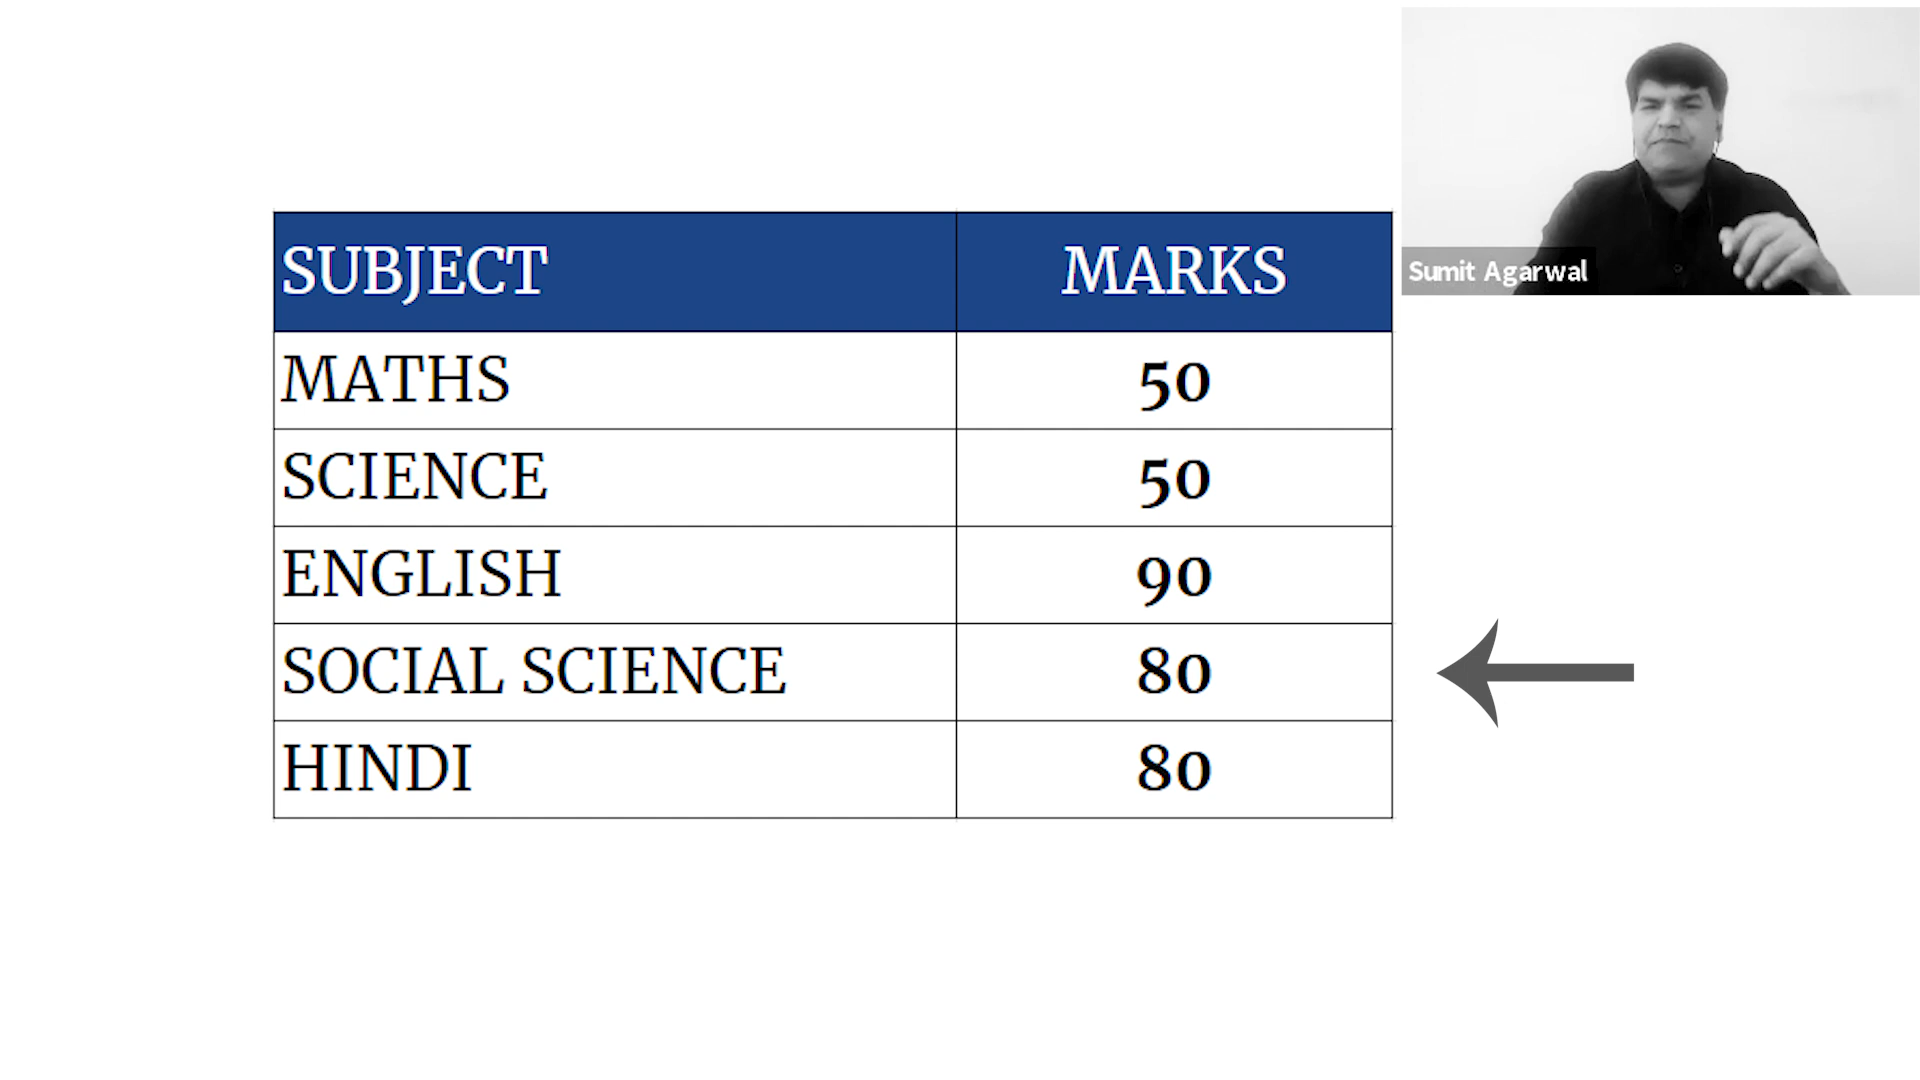 SUBJECT MARKS
MATHS 50
SCIENCE 50
ENGLISH 90
SOCIAL SCIENCE 80
HINDI 80
Sumit Agarwal